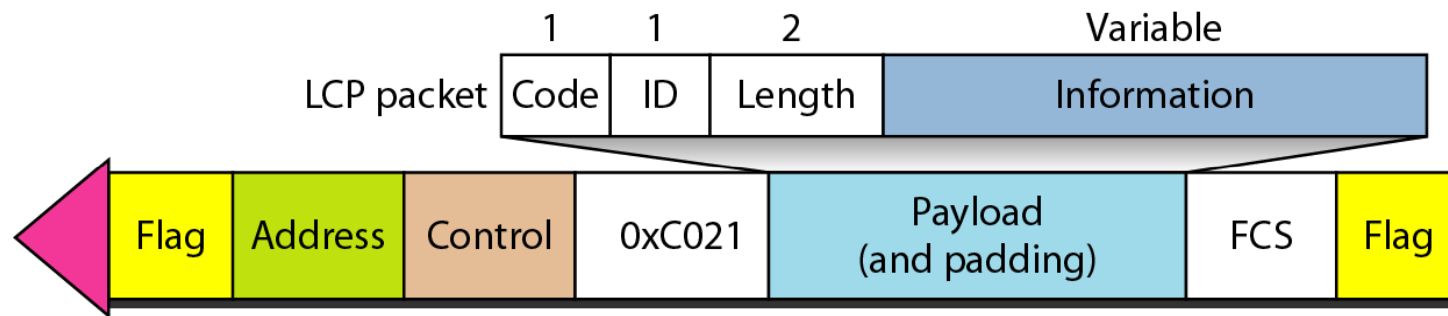 1 1 2 Variable
LCP packet Code ID Length Information
Flag Address Control 0xC021 Payload (and padding) FCS Flag